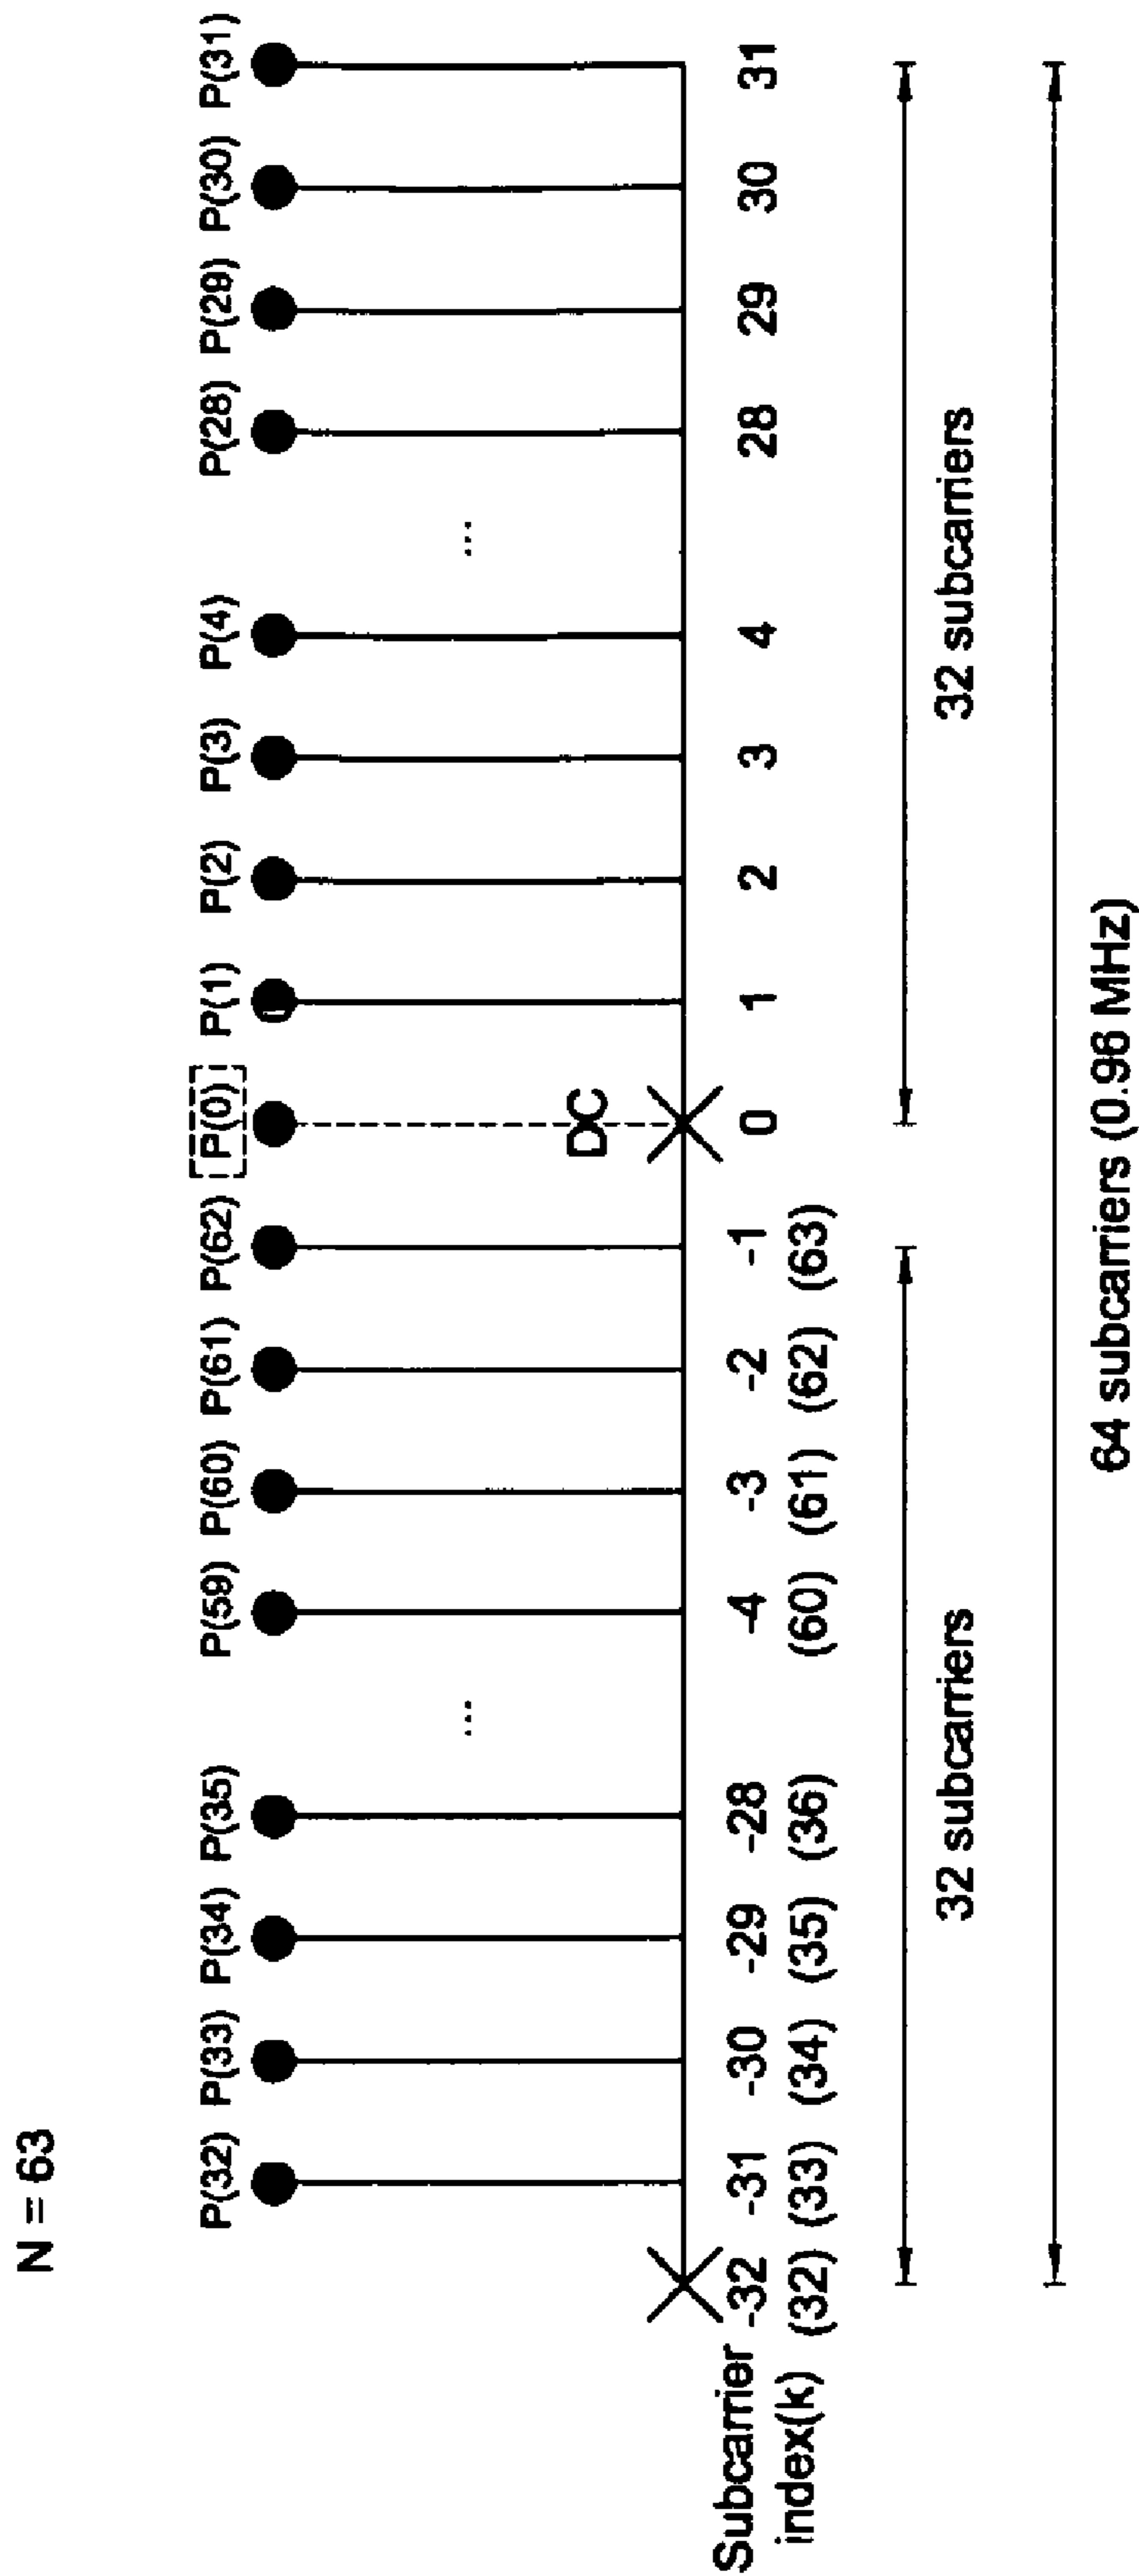 N = 63
P(32) P(33) P(34) P(35) ... P(59) P(60) P(61) P(62) P(0) P(1) P(2) P(3) P(4) ... P(28) P(29) P(30) P(31)
DC
Subcarrier -32 -31 -30 -29 -28 -4 -3 -2 -1 0 1 2 3 4 28 29 30 31
index(k) (32) (33) (34) (35) (36) (60) (61) (62) (63)
32 subcarriers 32 subcarriers
64 subcarriers (0.96 MHz)